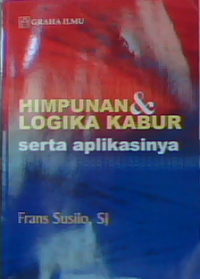 GRAHA ILMU
HIMPUNAN &
LOGIKA KABUR
serta aplikasinya
Frans Susilo, SJ